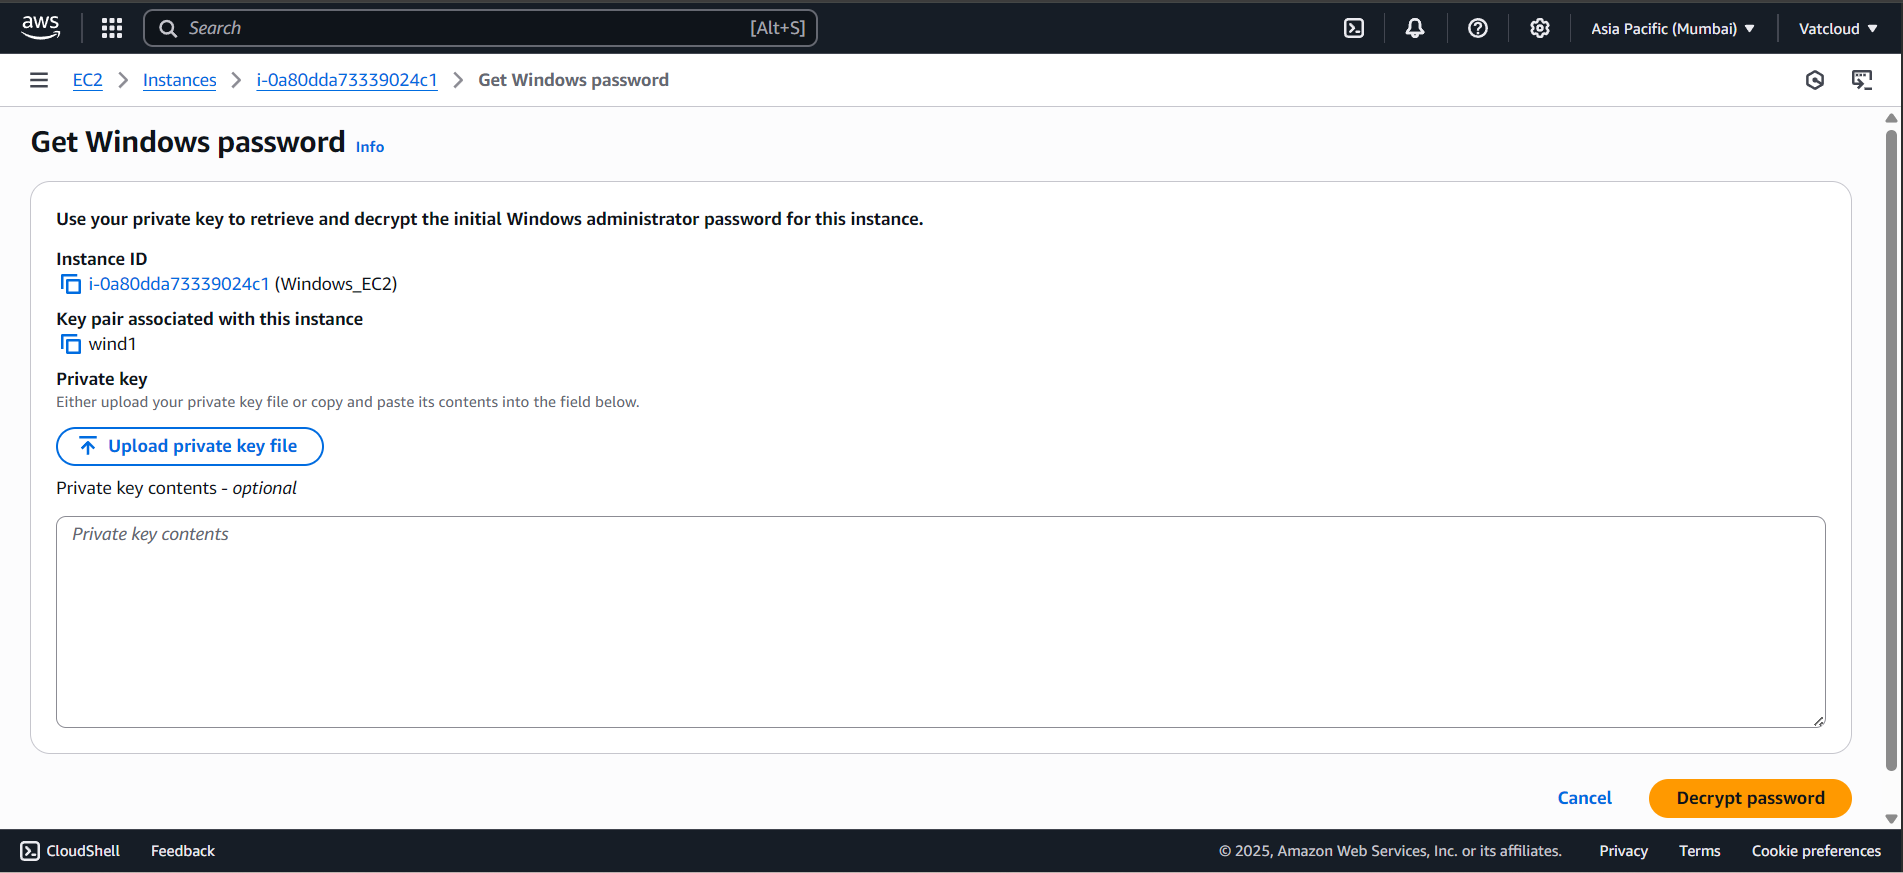 aws
Search [Alt+S]
Asia Pacific (Mumbai)
Vatcloud
EC2 Instances i-0a80dda73339024c1 Get Windows password
Get Windows password Info
Use your private key to retrieve and decrypt the initial Windows administrator password for this instance.
Instance ID
i-0a80dda73339024c1 (Windows_EC2)
Key pair associated with this instance
wind1
Private key
Either upload your private key file or copy and paste its contents into the field below.
Upload private key file
Private key contents - optional
Private key contents
Cancel
Decrypt password
CloudShell Feedback © 2025, Amazon Web Services, Inc. or its affiliates. Privacy Terms Cookie preferences